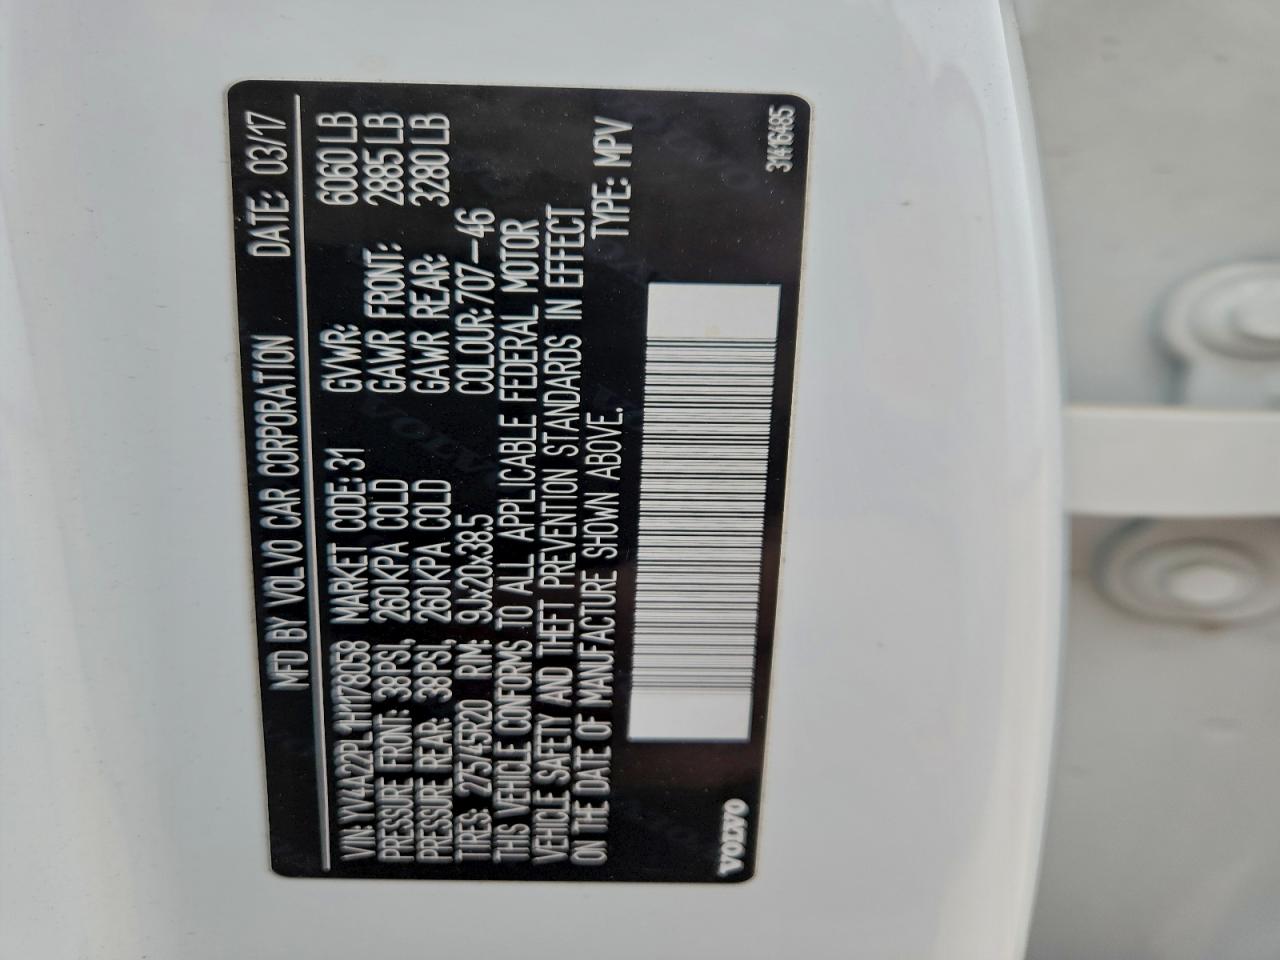 MFD BY VOLVO CAR CORPORATION DATE: 03/17
VIN: YV4A22PL1H1178058 MARKET CODE: 31 GVWR: 6060 LB
PRESSURE FRONT: 38PSI, 260KPA COLD GAWR FRONT: 2885 LB
PRESSURE REAR: 38PSI, 260KPA COLD GAWR REAR: 3280 LB
TIRES: 275/45R20 RIM: 9Jx20x38.5 COLOUR: 707-46
THIS VEHICLE CONFORMS TO ALL APPLICABLE FEDERAL MOTOR
VEHICLE SAFETY AND THEFT PREVENTION STANDARDS IN EFFECT
ON THE DATE OF MANUFACTURE SHOWN ABOVE. TYPE: MPV
VOLVO 31416485